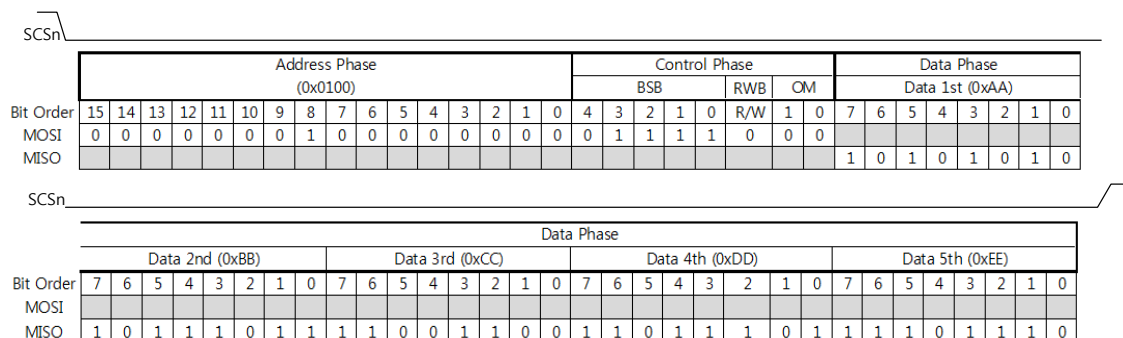 SCSn
Address Phase Control Phase Data Phase
(0x0100) BSB RWB OM Data 1st (0xAA)
Bit Order 15 14 13 12 11 10 9 8 7 6 5 4 3 2 1 0 4 3 2 1 0 R/W 1 0 7 6 5 4 3 2 1 0
MOSI 0 0 0 0 0 0 0 1 0 0 0 0 0 0 0 0 0 1 1 1 1 0 0 0
MISO 1 0 1 0 1 0 1 0
SCSn
Data Phase
Data 2nd (0xBB) Data 3rd (0xCC) Data 4th (0xDD) Data 5th (0xEE)
Bit Order 7 6 5 4 3 2 1 0 7 6 5 4 3 2 1 0 7 6 5 4 3 2 1 0 7 6 5 4 3 2 1 0
MOSI
MISO 1 0 1 1 1 0 1 1 1 1 0 0 1 1 0 0 1 1 0 1 1 1 0 1 1 1 1 0 1 1 1 0